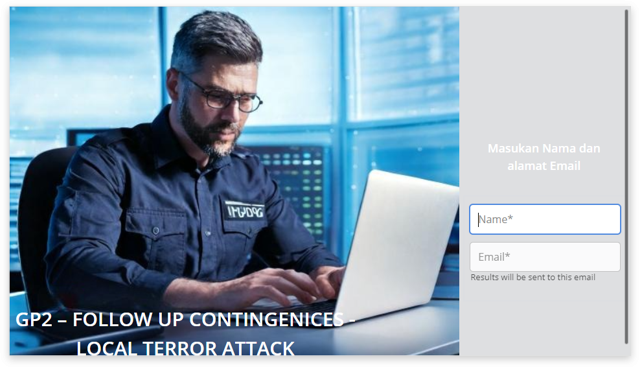 GP2 – FOLLOW UP CONTINGENICES -
LOCAL TERROR ATTACK
Masukan Nama dan
alamat Email
Name*
Email*
Results will be sent to this email